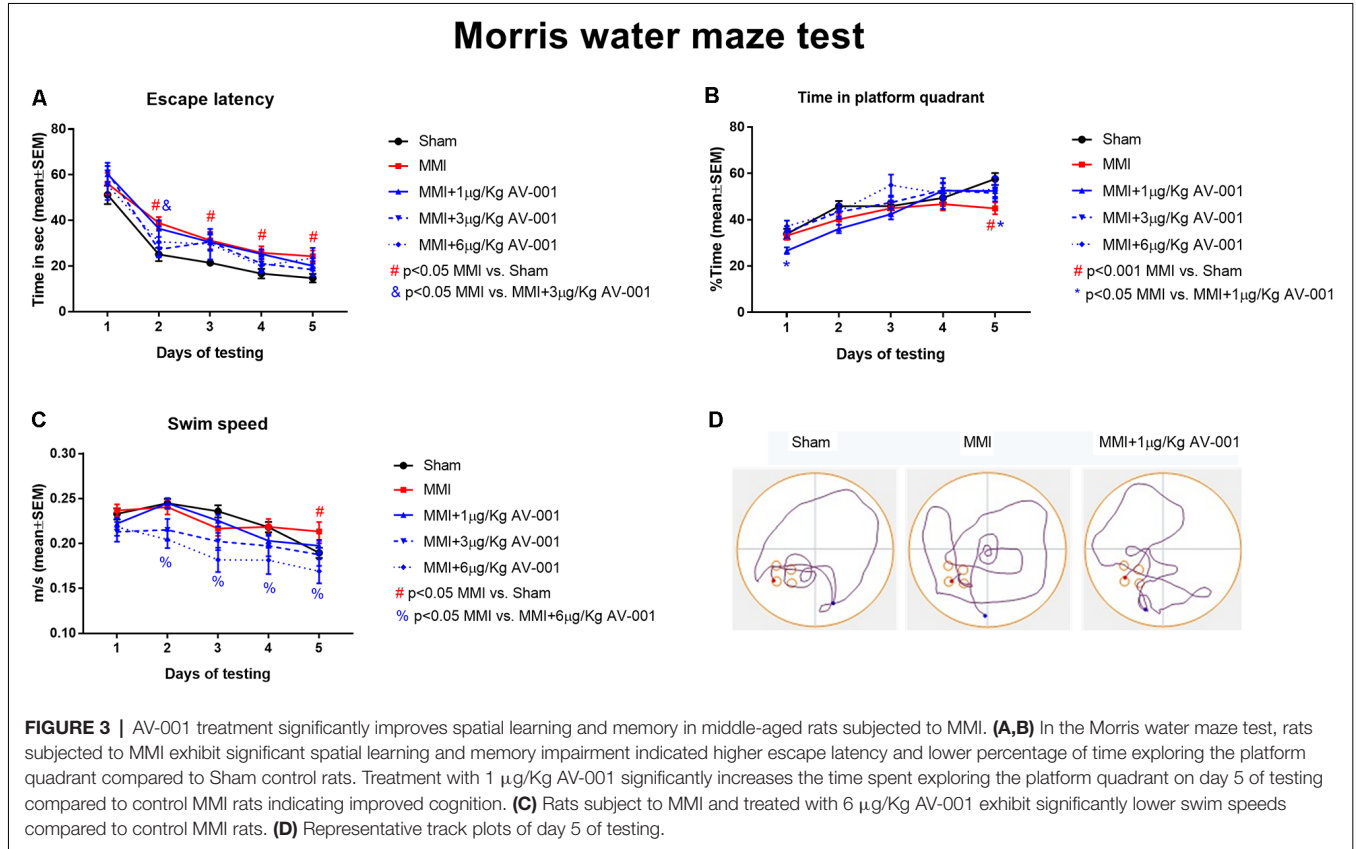 Morris water maze test
A
Escape latency
Time in sec (mean±SEM)
80
60
40
20
0
#&
#
#
#
1 2 3 4 5
Days of testing
Sham
MMI
MMI+1µg/Kg AV-001
MMI+3µg/Kg AV-001
MMI+6µg/Kg AV-001
# p<0.05 MMI vs. Sham
& p<0.05 MMI vs. MMI+3µg/Kg AV-001
B
Time in platform quadrant
%Time (mean±SEM)
80
60
40
20
0
*
#*
1 2 3 4 5
Days of testing
Sham
MMI
MMI+1µg/Kg AV-001
MMI+3µg/Kg AV-001
MMI+6µg/Kg AV-001
# p<0.001 MMI vs. Sham
* p<0.05 MMI vs. MMI+1µg/Kg AV-001
C
Swim speed
m/s (mean±SEM)
0.30
0.25
0.20
0.15
0.10
#
% % % %
1 2 3 4 5
Days of testing
Sham
MMI
MMI+1µg/Kg AV-001
MMI+3µg/Kg AV-001
MMI+6µg/Kg AV-001
# p<0.05 MMI vs. Sham
% p<0.05 MMI vs. MMI+6µg/Kg AV-001
D
Sham MMI MMI+1µg/Kg AV-001
FIGURE 3 | AV-001 treatment significantly improves spatial learning and memory in middle-aged rats subjected to MMI. (A,B) In the Morris water maze test, rats
subjected to MMI exhibit significant spatial learning and memory impairment indicated higher escape latency and lower percentage of time exploring the platform
quadrant compared to Sham control rats. Treatment with 1 µg/Kg AV-001 significantly increases the time spent exploring the platform quadrant on day 5 of testing
compared to control MMI rats indicating improved cognition. (C) Rats subject to MMI and treated with 6 µg/Kg AV-001 exhibit significantly lower swim speeds
compared to control MMI rats. (D) Representative track plots of day 5 of testing.